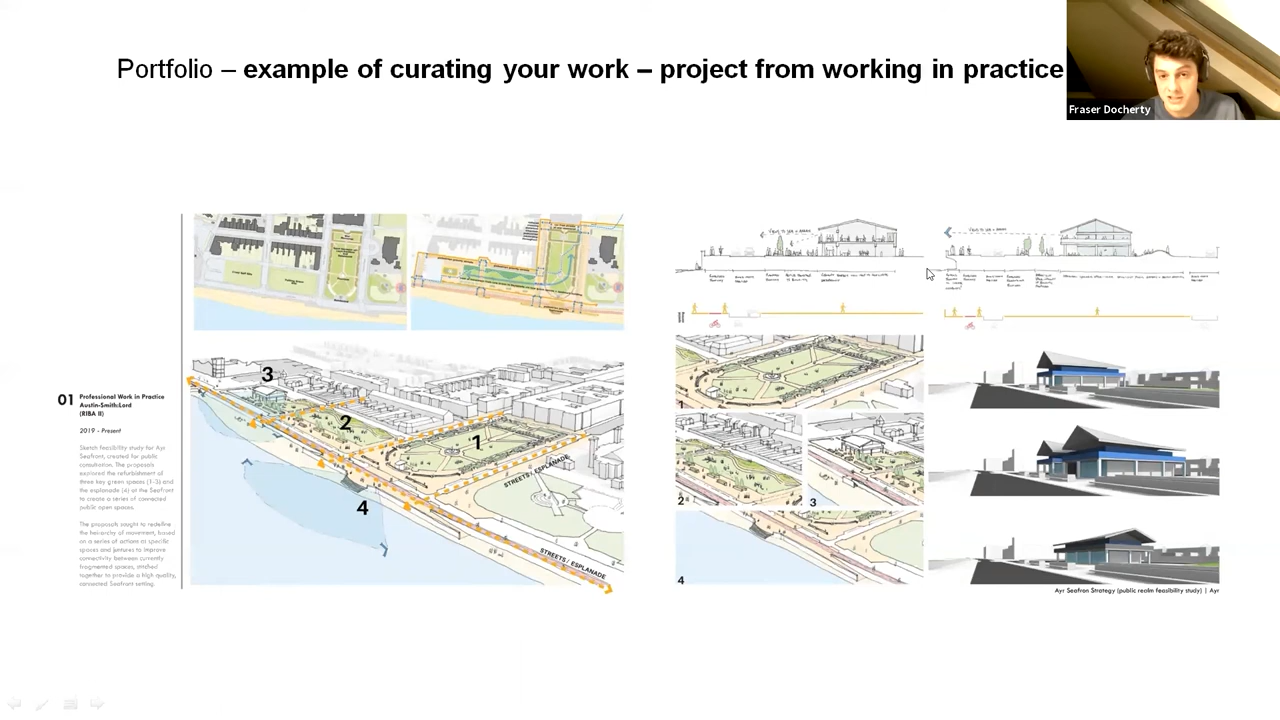 Portfolio – example of curating your work – project from working in practice
Fraser Docherty
01
Professional Work in Practice
Austin-Smith:Lord
(RIBA II)
2019 - Present
Sketch feasibility study for Ayr
Seafront, created for public
consultation. The proposals
explored the refurbishment of
three key green spaces (1-3) and
the esplanade (4) at the Seafront
to create a series of connected
public open spaces.
The proposals sought to redefine
the heirarchy of movement, based
on a series of actions at specific
spaces and juntures to improve
connectivity between currently
fragmented spaces, stitched
together to provide a high quality,
connected Seafront setting.
3
2
1
4
STREETS/ ESPLANADE
STREETS/ ESPLANADE
1
2
3
4
Ayr Seafron Strategy (public realm feasibility study) | Ayr